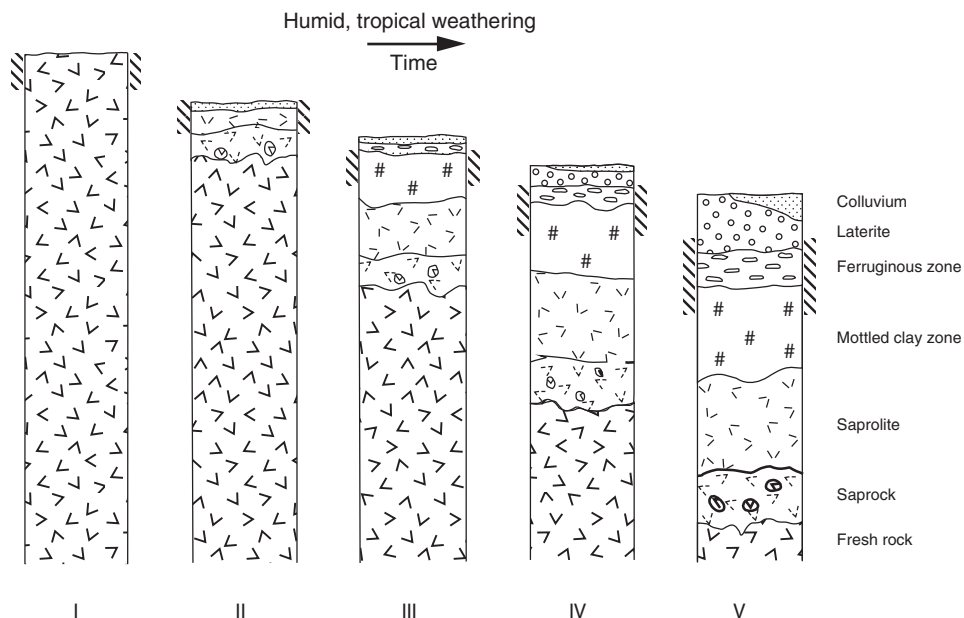 Humid, tropical weathering
Time
Colluvium
Laterite
Ferruginous zone
Mottled clay zone
Saprolite
Saprock
Fresh rock
I II III IV V